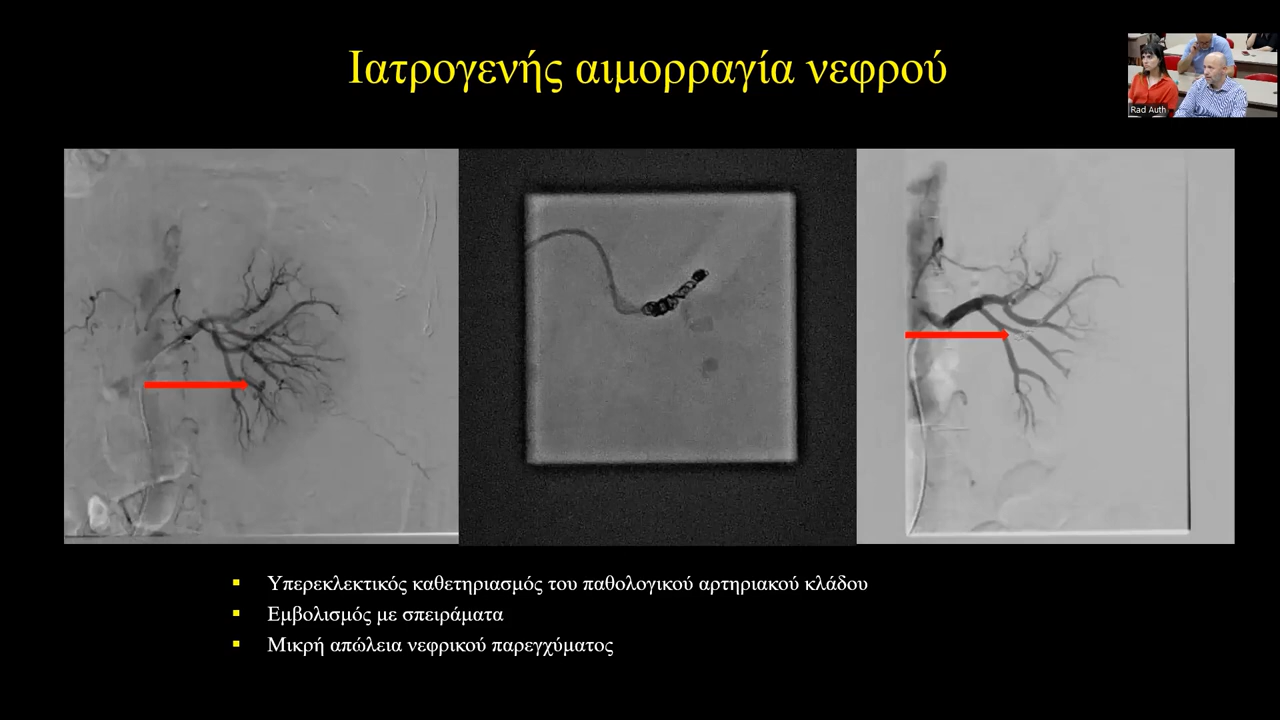 Ιατρογενής αιμορραγία νεφρού
Rad Auth
Υπερεκλεκτικός καθετηριασμός του παθολογικού αρτηριακού κλάδου
Εμβολισμός με σπειράματα
Μικρή απώλεια νεφρικού παρεγχύματος